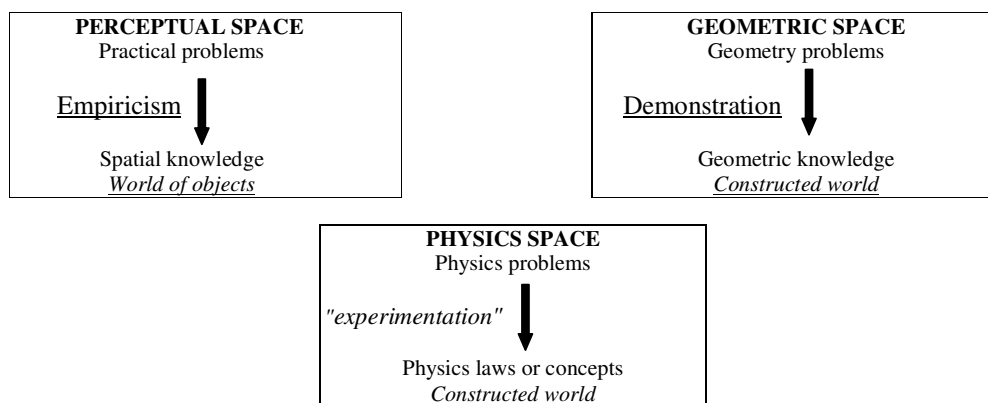 PERCEPTUAL SPACE
Practical problems
Empiricism
Spatial knowledge
World of objects
GEOMETRIC SPACE
Geometry problems
Demonstration
Geometric knowledge
Constructed world
PHYSICS SPACE
Physics problems
"experimentation"
Physics laws or concepts
Constructed world